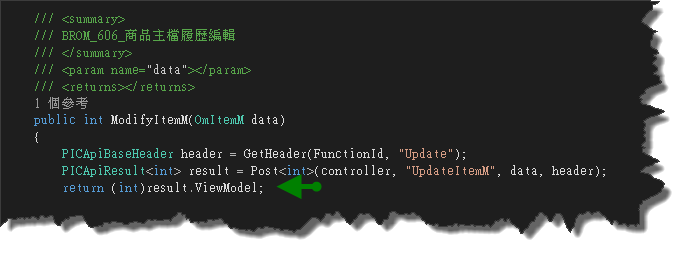 /// <summary>
/// BROM_606_商品主檔履歷編輯
/// </summary>
/// <param name="data"></param>
/// <returns></returns>
1 個參考
public int ModifyItemM(OmItemM data)
{
PICApiBaseHeader header = GetHeader(FunctionId, "Update");
PICApiResult<int> result = Post<int>(controller, "UpdateItemM", data, header);
return (int)result.ViewModel;